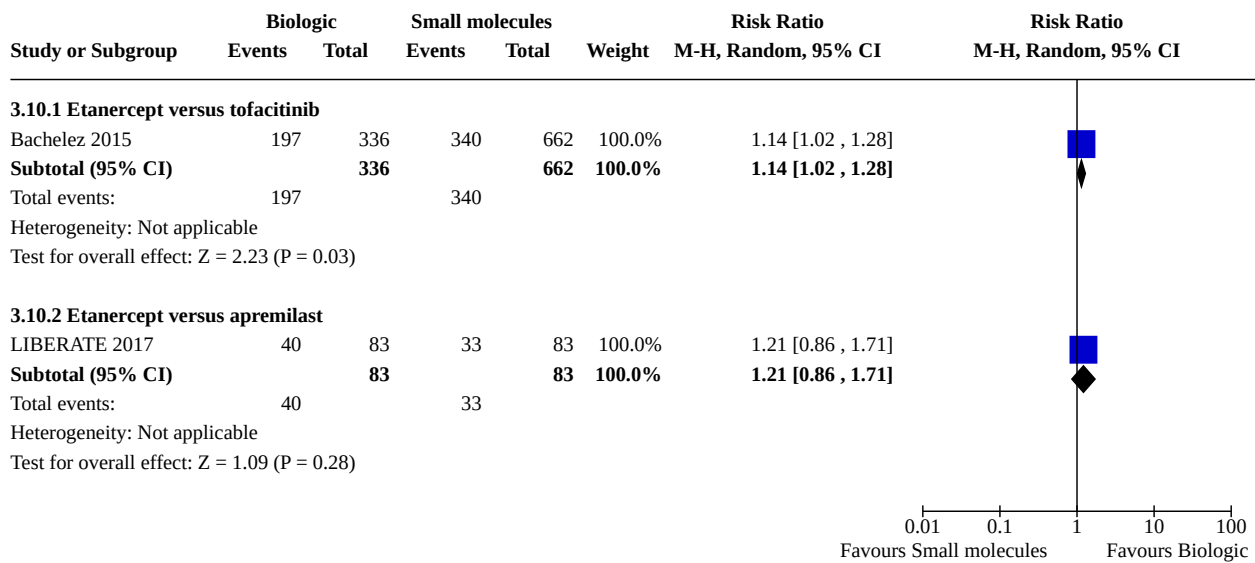 Biologic Small molecules Risk Ratio Risk Ratio
Study or Subgroup Events Total Events Total Weight M-H, Random, 95% CI M-H, Random, 95% CI
3.10.1 Etanercept versus tofacitinib
Bachelez 2015 197 336 340 662 100.0% 1.14 [1.02 , 1.28]
Subtotal (95% CI) 336 662 100.0% 1.14 [1.02 , 1.28]
Total events: 197 340
Heterogeneity: Not applicable
Test for overall effect: Z = 2.23 (P = 0.03)
3.10.2 Etanercept versus apremilast
LIBERATE 2017 40 83 33 83 100.0% 1.21 [0.86 , 1.71]
Subtotal (95% CI) 83 83 100.0% 1.21 [0.86 , 1.71]
Total events: 40 33
Heterogeneity: Not applicable
Test for overall effect: Z = 1.09 (P = 0.28)
0.01 0.1 1 10 100
Favours Small molecules Favours Biologic